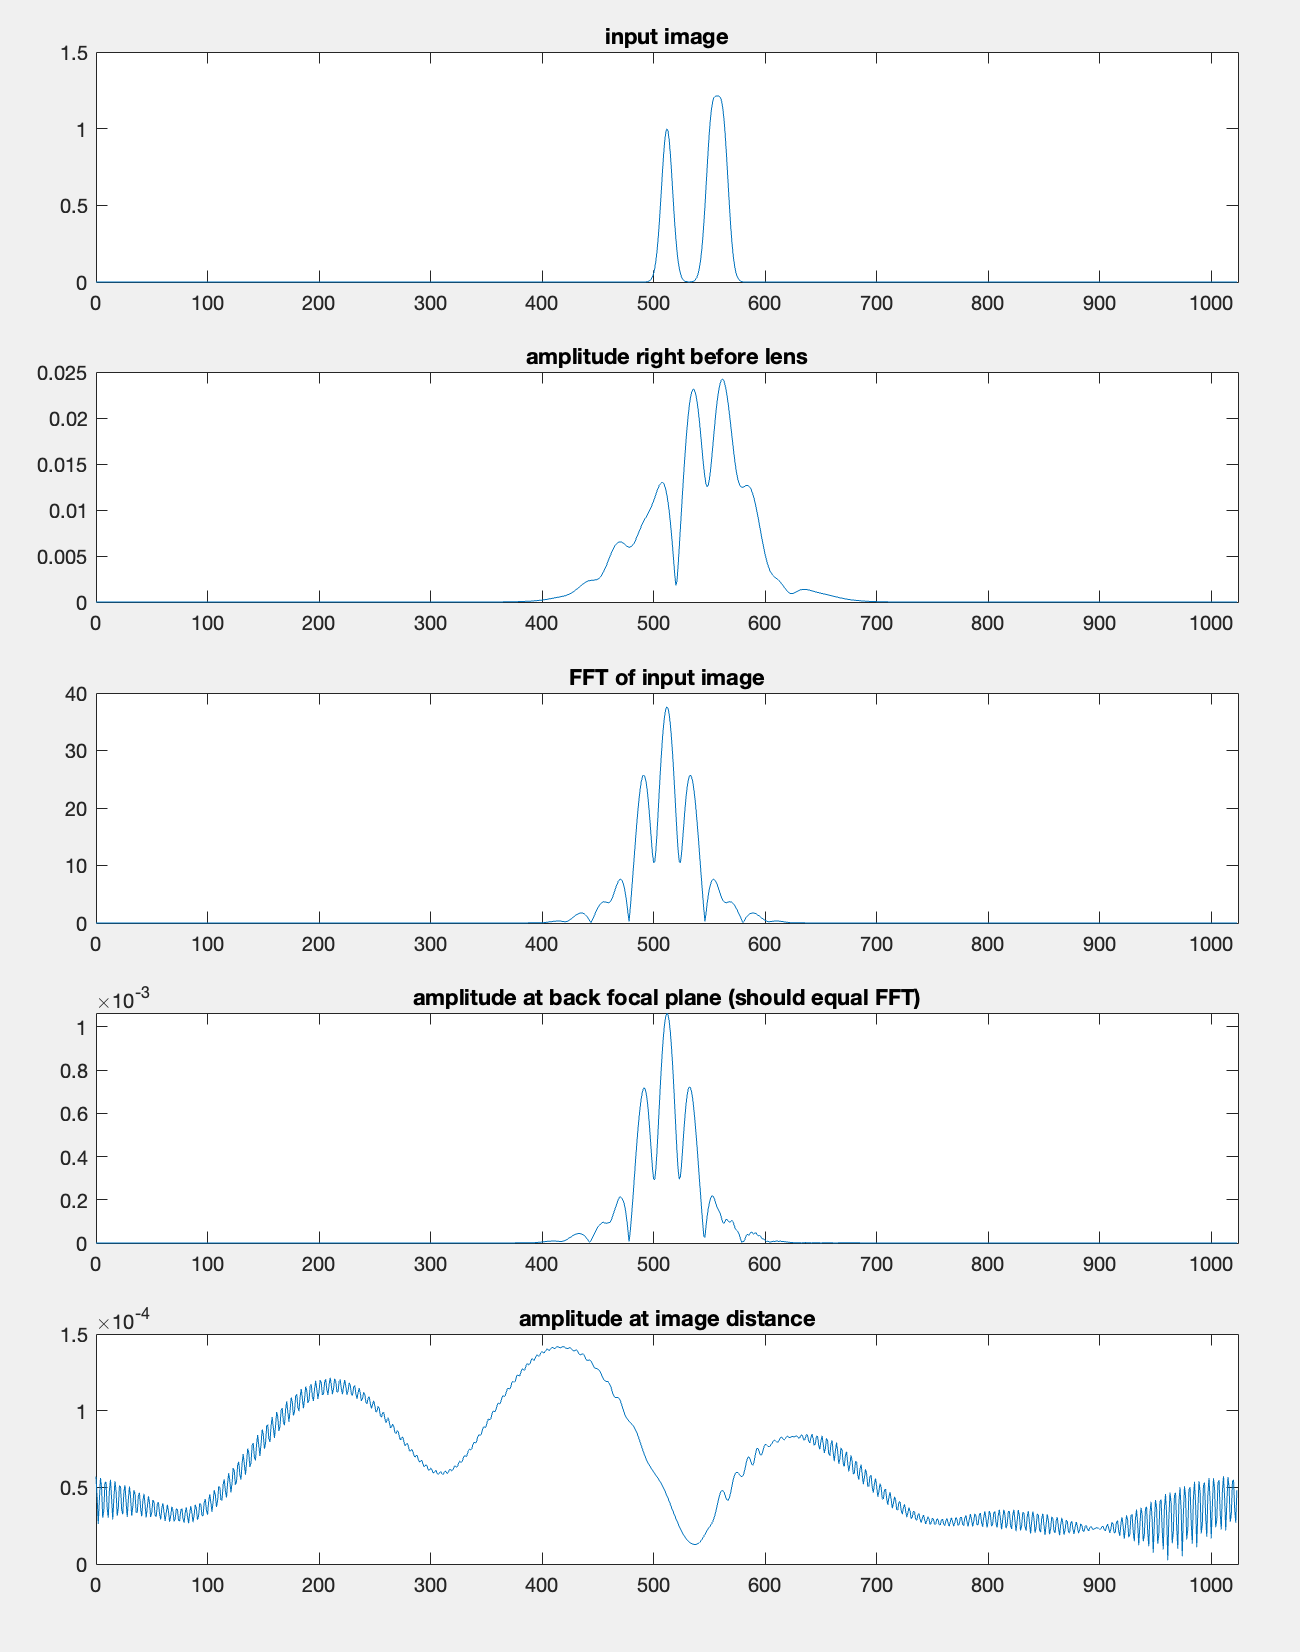 input image
1.5
1
0.5
0
0 100 200 300 400 500 600 700 800 900 1000
amplitude right before lens
0.025
0.02
0.015
0.01
0.005
0
0 100 200 300 400 500 600 700 800 900 1000
FFT of input image
40
30
20
10
0
0 100 200 300 400 500 600 700 800 900 1000
×10-3
amplitude at back focal plane (should equal FFT)
1
0.8
0.6
0.4
0.2
0
0 100 200 300 400 500 600 700 800 900 1000
×10-4
amplitude at image distance
1.5
1
0.5
0
0 100 200 300 400 500 600 700 800 900 1000